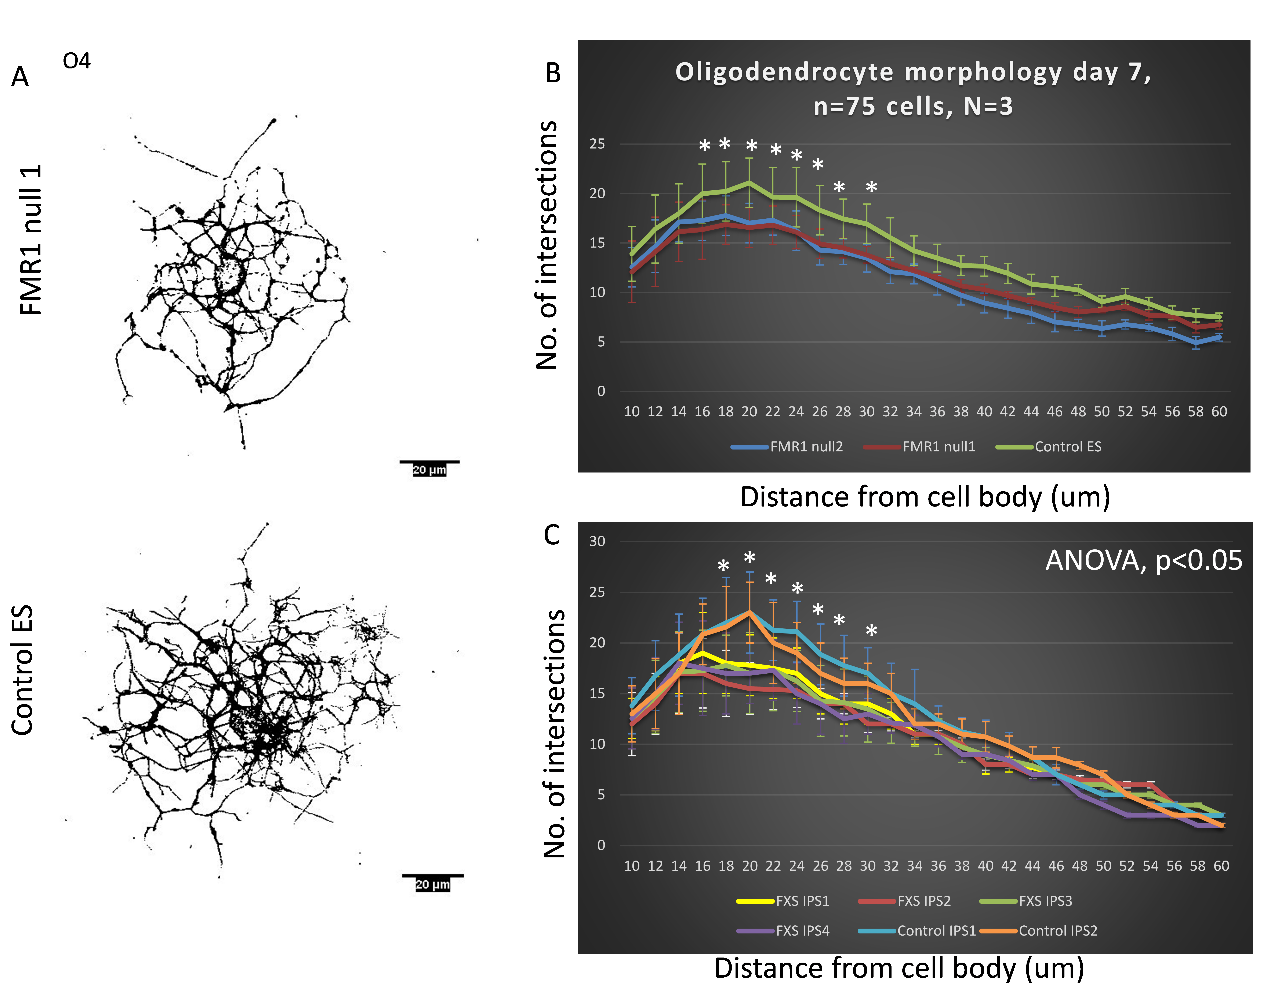 A
O4
FMR1 null 1
20 µm
Control ES
20 µm
B
Oligodendrocyte morphology day 7,
n=75 cells, N=3
No. of intersections
25
20
15
10
5
0
* * * * * * * *
10 12 14 16 18 20 22 24 26 28 30 32 34 36 38 40 42 44 46 48 50 52 54 56 58 60
FMR1 null2 FMR1 null1 Control ES
Distance from cell body (um)
C
ANOVA, p<0.05
No. of intersections
30
25
20
15
10
5
0
* * * * * * *
10 12 14 16 18 20 22 24 26 28 30 32 34 36 38 40 42 44 46 48 50 52 54 56 58 60
FXS IPS1 FXS IPS2 FXS IPS3
FXS IPS4 Control IPS1 Control IPS2
Distance from cell body (um)